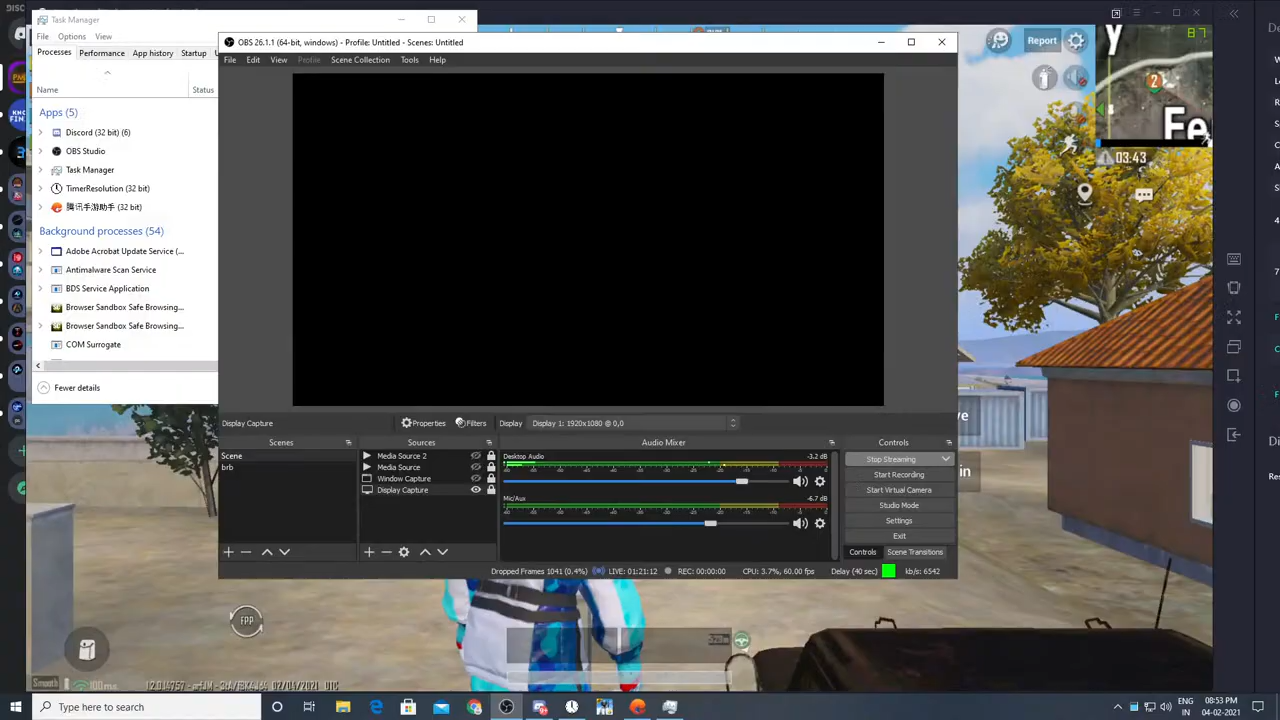 Task Manager
File Options View
Processes Performance App history Startup
Name Status
Apps (5)
Discord (32 bit) (6)
OBS Studio
Task Manager
TimerResolution (32 bit)
腾讯手游助手 (32 bit)
Background processes (54)
Adobe Acrobat Update Service (...
Antimalware Scan Service
BDS Service Application
Browser Sandbox Safe Browsing...
Browser Sandbox Safe Browsing...
COM Surrogate
Fewer details
OBS 26.1.1 (64-bit, windows) - Profile: Untitled - Scenes: Untitled
File Edit View Profile Scene Collection Tools Help
Display Capture Properties Filters Display Display 1: 1920x1080 @ 0,0
Scenes
Scene
brb
Sources
Media Source 2
Media Source
Window Capture
Display Capture
Audio Mixer
Desktop Audio -3.2 dB
Mic/Aux -6.7 dB
Controls
Stop Streaming
Start Recording
Start Virtual Camera
Studio Mode
Settings
Exit
Controls Scene Transitions
Dropped Frames 1041 (0.4%) LIVE: 01:21:12 REC: 00:00:00 CPU: 3.7%, 60.00 fps Delay (40 sec) kb/s: 6542
Report
87
2
Fe
03:43
FPP
Smooth 100ms
Type here to search
ENG
IN
08:53 PM
04-02-2021